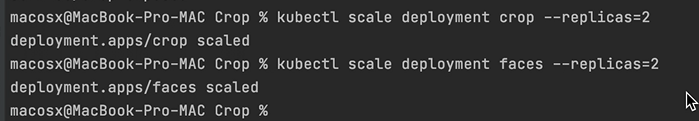 macosx@MacBook-Pro-MAC Crop % kubectl scale deployment crop --replicas=2
deployment.apps/crop scaled
macosx@MacBook-Pro-MAC Crop % kubectl scale deployment faces --replicas=2
deployment.apps/faces scaled
macosx@MacBook-Pro-MAC Crop %